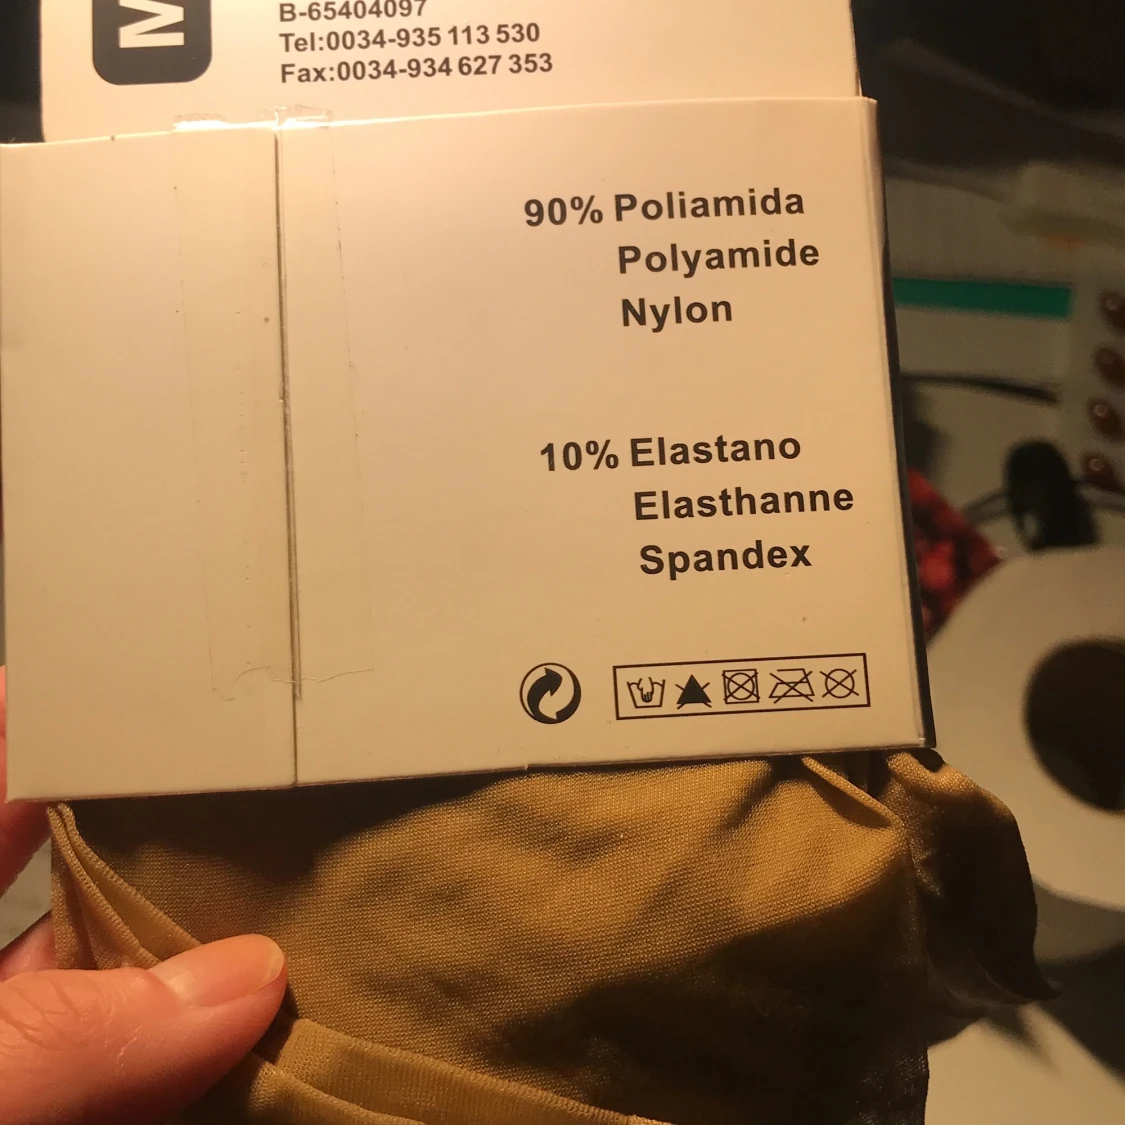 M
B-65404097
Tel:0034-935 113 530
Fax:0034-934 627 353
90% Poliamida
Polyamide
Nylon
10% Elastano
Elasthanne
Spandex